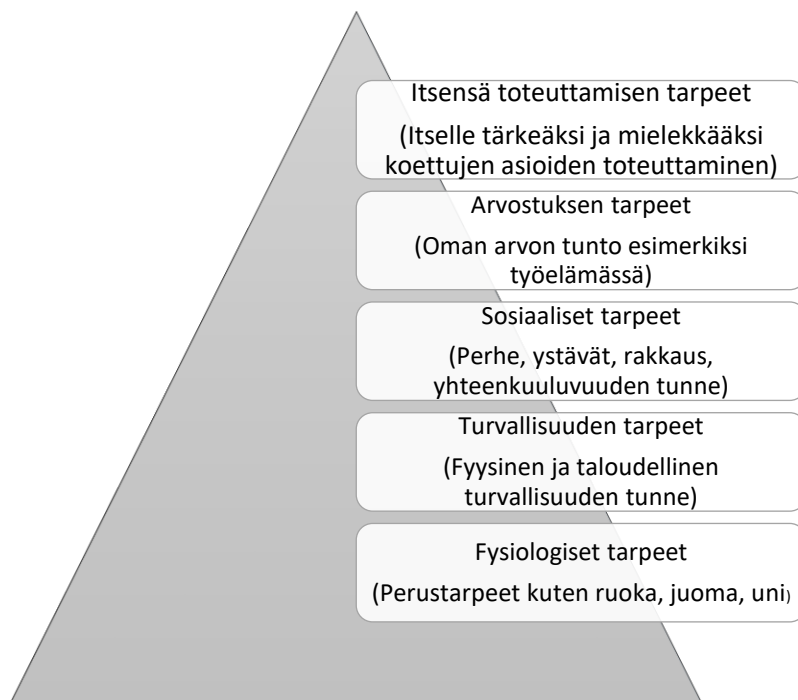 Itsensä toteuttamisen tarpeet
(Itselle tärkeäksi ja mielekkääksi
koettujen asioiden toteuttaminen)
Arvostuksen tarpeet
(Oman arvon tunto esimerkiksi
työelämässä)
Sosiaaliset tarpeet
(Perhe, ystävät, rakkaus,
yhteenkuuluvuuden tunne)
Turvallisuuden tarpeet
(Fyysinen ja taloudellinen
turvallisuuden tunne)
Fysiologiset tarpeet
(Perustarpeet kuten ruoka, juoma, uni)